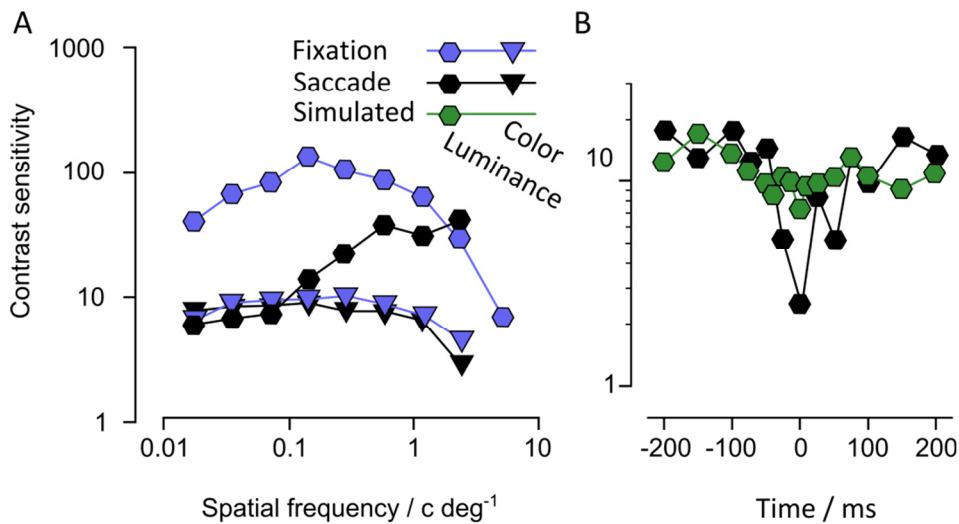 A
B
1000
100
10
1
Contrast sensitivity
Fixation
Saccade
Simulated
Color
Luminance
0.01
0.1
1
10
Spatial frequency / c deg⁻¹
10
1
-200
-100
0
100
200
Time / ms